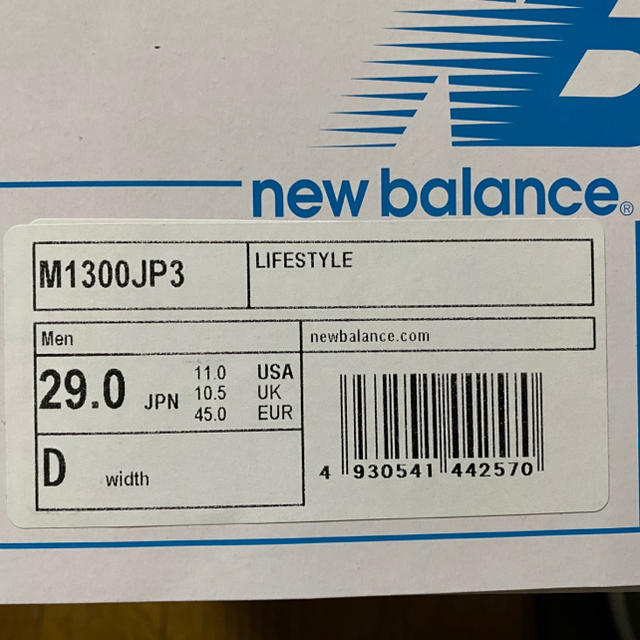 new balance®
M1300JP3
LIFESTYLE
Men
newbalance.com
29.0 JPN
11.0 USA
10.5 UK
45.0 EUR
D width
4 930541 442570